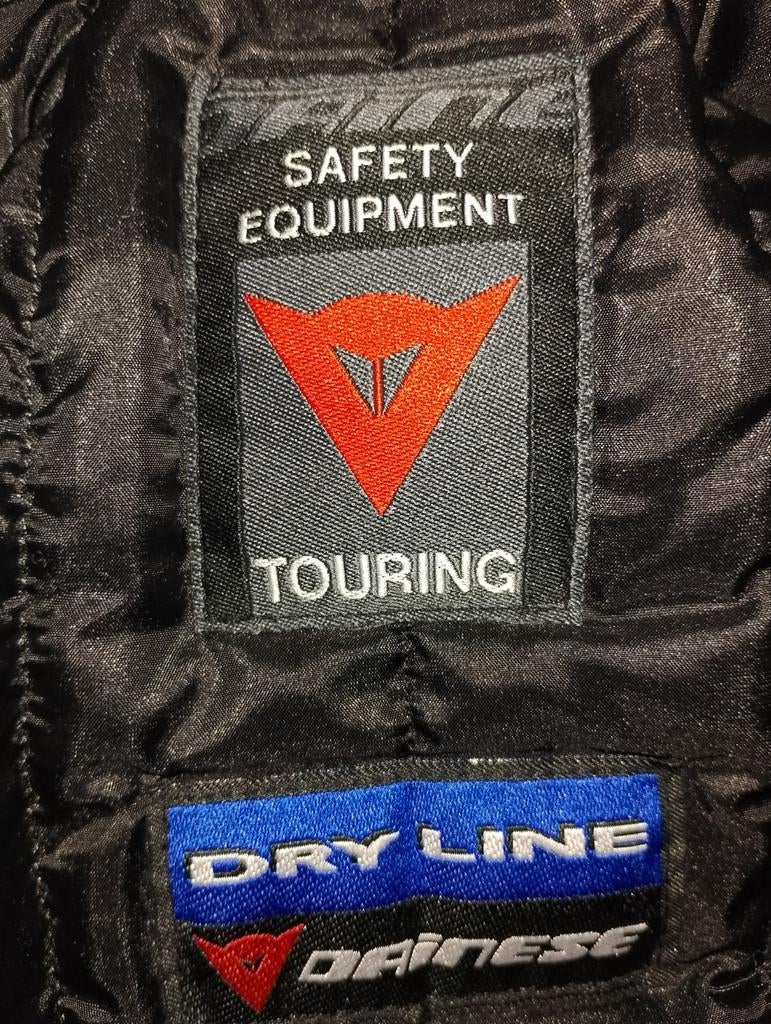 SAFETY
EQUIPMENT
TOURING
DRY LINE
DAINESE